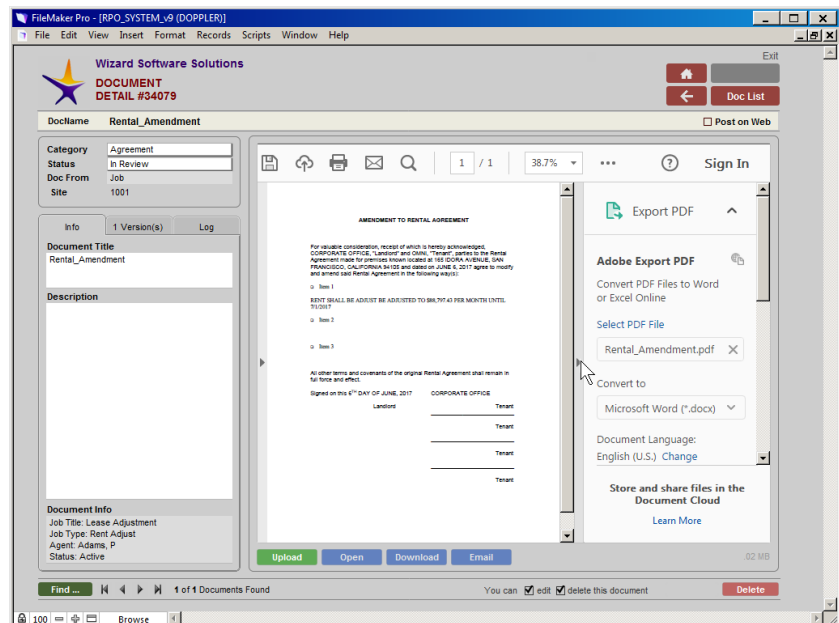 FileMaker Pro - [RPO_SYSTEM_v9 (DOPPLER)]
File Edit View Insert Format Records Scripts Window Help
Exit
Wizard Software Solutions
DOCUMENT
DETAIL #34079
Doc List
DocName Rental_Amendment
Post on Web
Category Agreement
Status In Review
Doc From Job
Site 1001
Info 1 Version(s) Log
Document Title
Rental_Amendment
Description
Document Info
Job Title: Lease Adjustment
Job Type: Rent Adjust
Agent: Adams, P
Status: Active
1 / 1 38.7% Sign In
AMENDMENT TO RENTAL AGREEMENT
For valuable consideration, receipt of which is hereby acknowledged,
CORPORATE OFFICE, "Landlord" and OMNI, "Tenant", parties to the Rental
Agreement made for premises known located at 165 IDORA AVENUE, SAN
FRANCISCO, CALIFORNIA 94105 and dated on JUNE 6, 2017 agree to modify
and amend said Rental Agreement in the following way(s):
Item 1
RENT SHALL BE ADJUST BE ADJUSTED TO $88,797.43 PER MONTH UNTIL
7/1/2017
Item 2
Item 3
All other terms and covenants of the original Rental Agreement shall remain in
full force and effect.
Signed on this 6TH DAY OF JUNE, 2017 CORPORATE OFFICE
Landlord Tenant
Tenant
Tenant
Tenant
Export PDF
Adobe Export PDF
Convert PDF Files to Word
or Excel Online
Select PDF File
Rental_Amendment.pdf
Convert to
Microsoft Word (*.docx)
Document Language:
English (U.S.) Change
Store and share files in the
Document Cloud
Learn More
Upload Open Download Email .02 MB
Find ... 1 of 1 Documents Found You can edit delete this document Delete
100 Browse